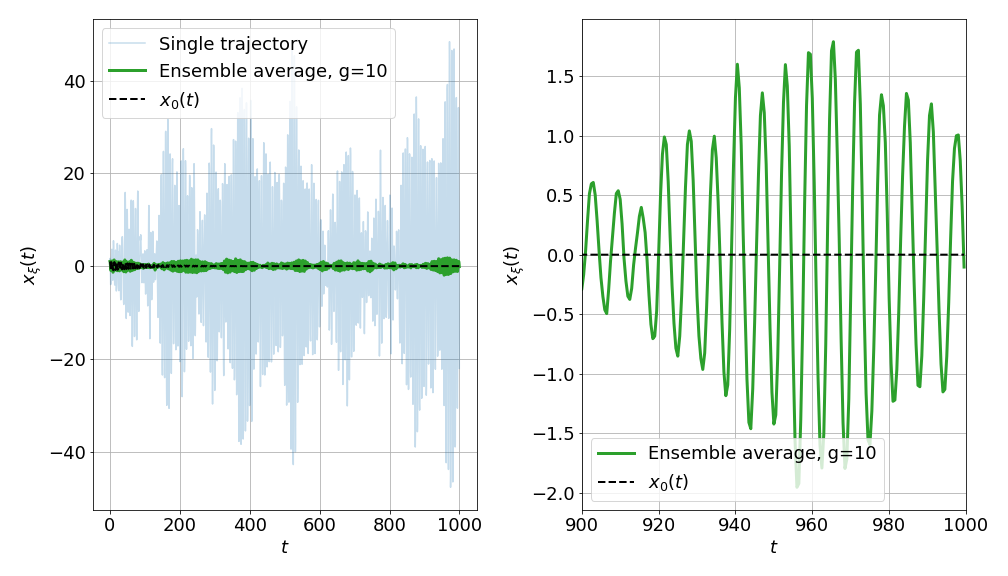 Single trajectory
Ensemble average, g=10
x₀(t)
40
20
0
−20
−40
0 200 400 600 800 1000
t
x_ξ(t)
1.5
1.0
0.5
0.0
−0.5
−1.0
−1.5
−2.0
Ensemble average, g=10
x₀(t)
900 920 940 960 980 1000
t
x_ξ(t)